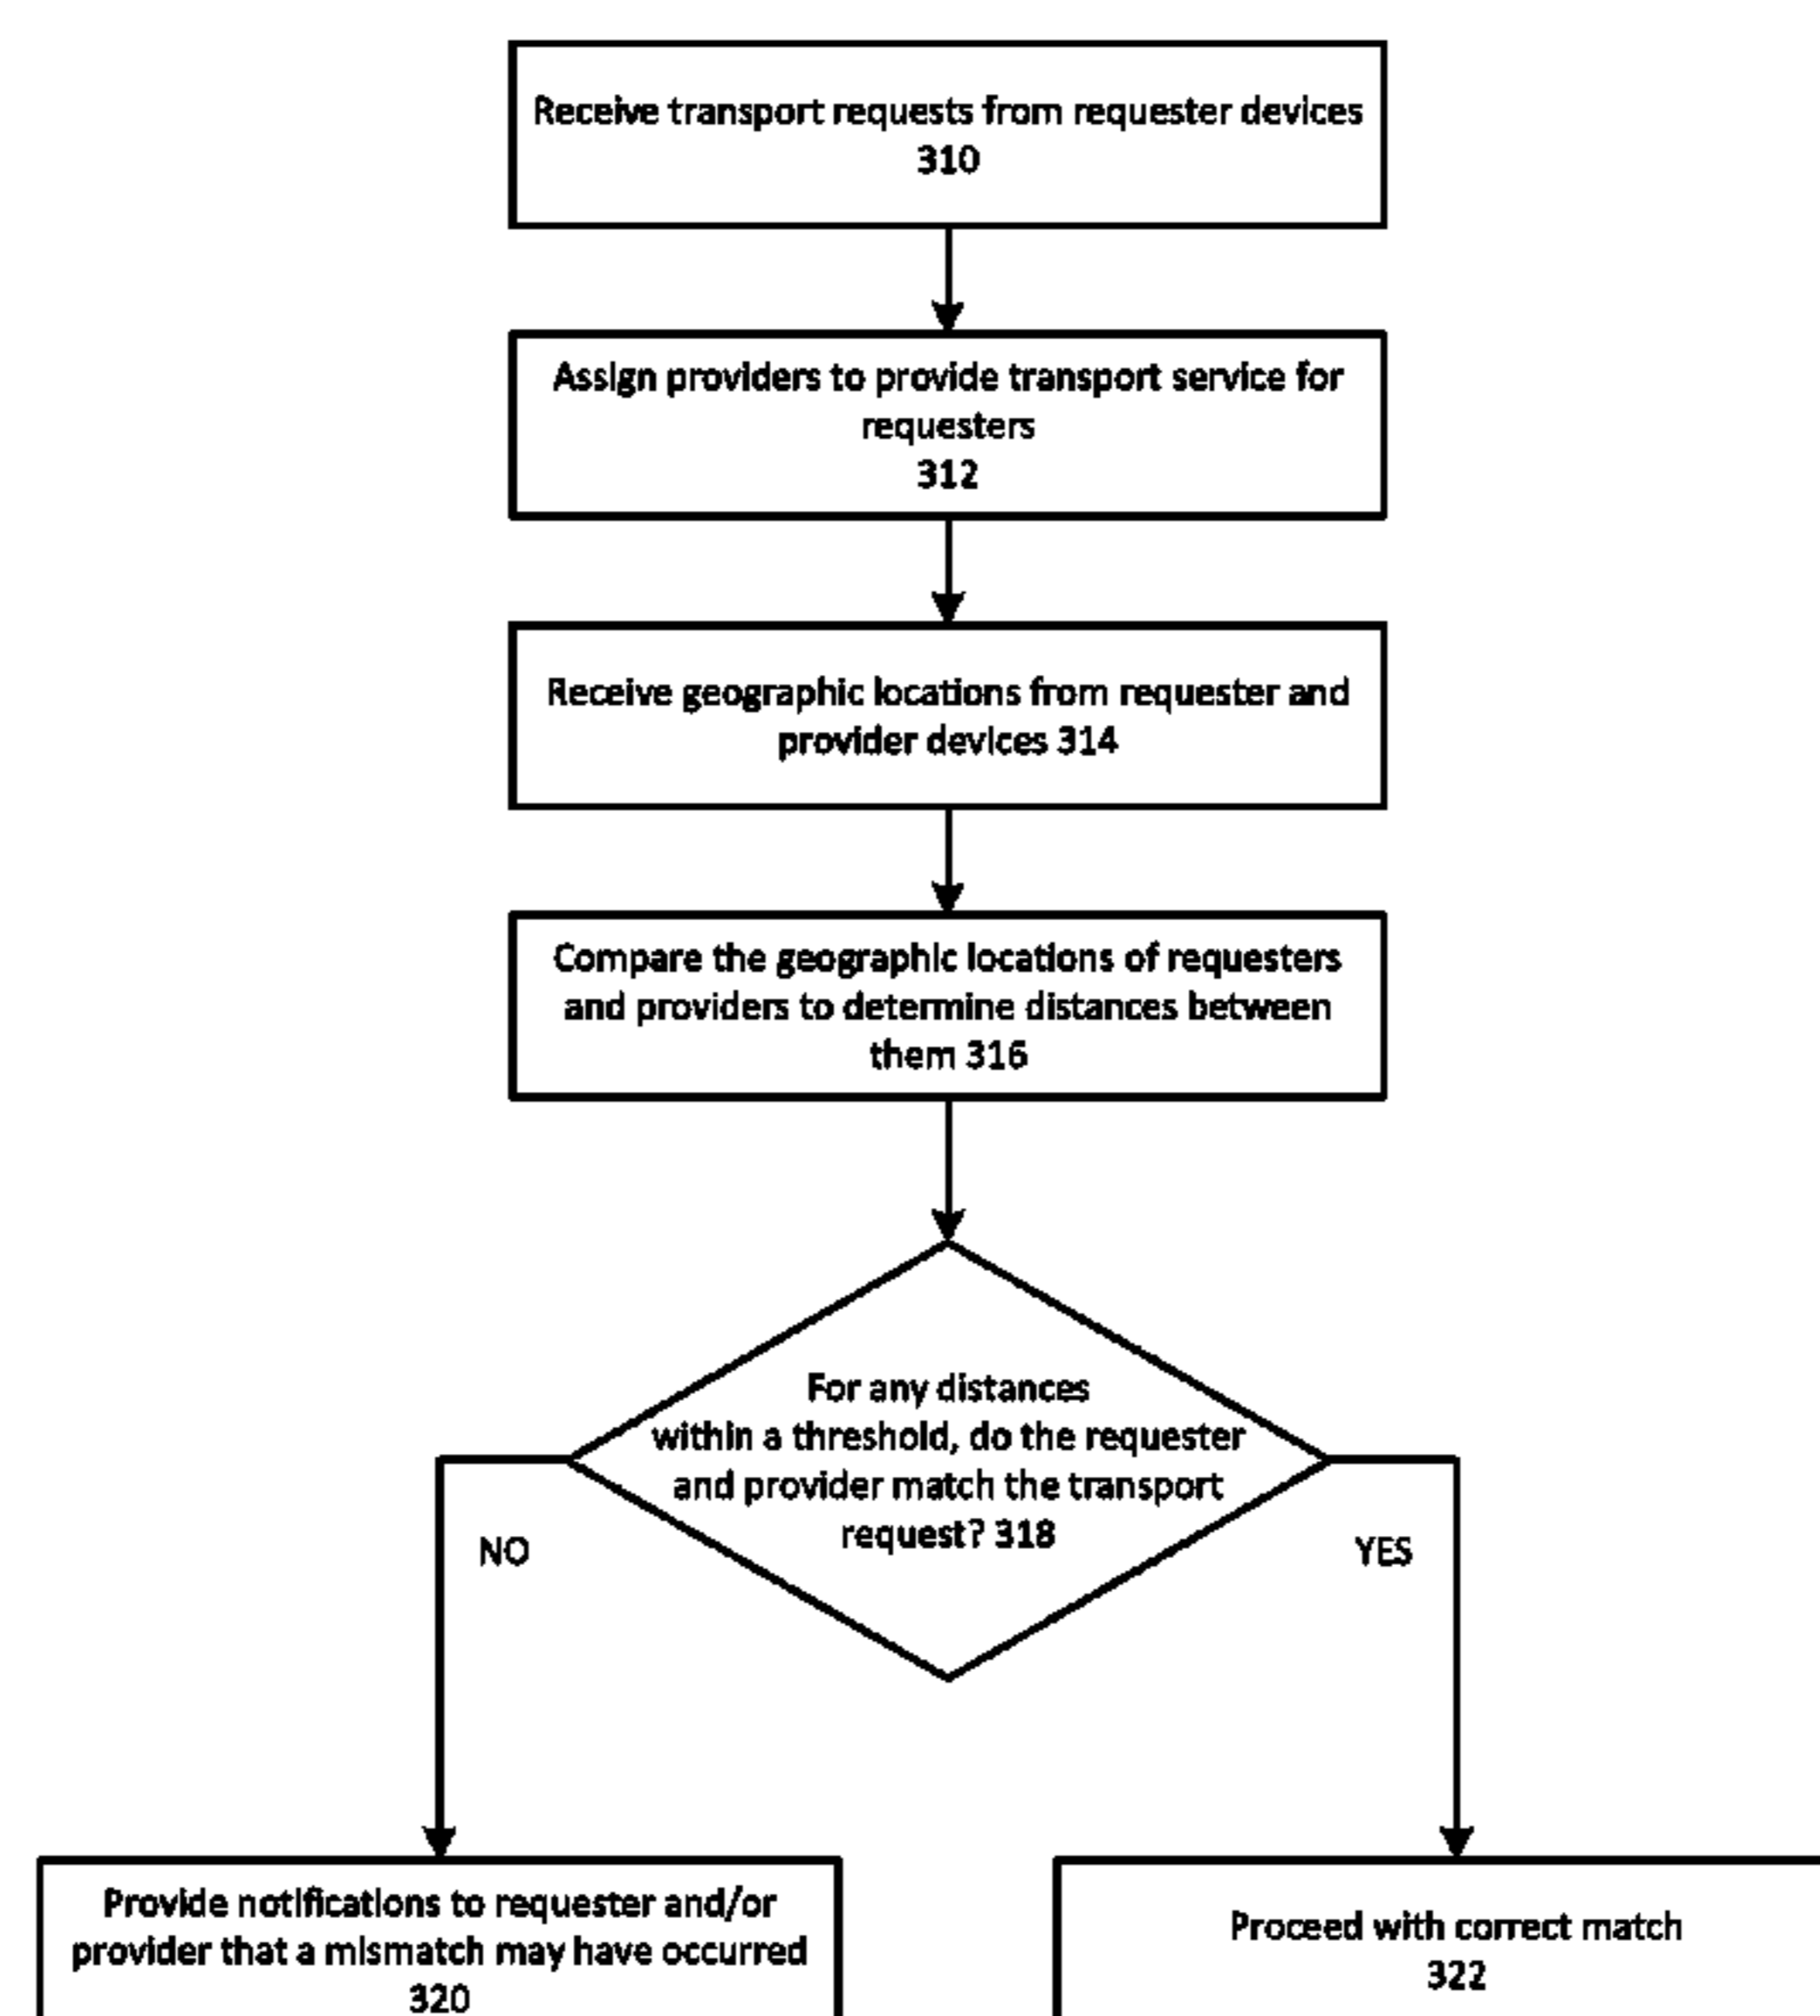 Receive transport requests from requester devices
310
Assign providers to provide transport service for
requesters
312
Receive geographic locations from requester and
provider devices 314
Compare the geographic locations of requesters
and providers to determine distances between
them 316
For any distances
within a threshold, do the requester
and provider match the transport
request? 318
NO
YES
Provide notifications to requester and/or
provider that a mismatch may have occurred
320
Proceed with correct match
322